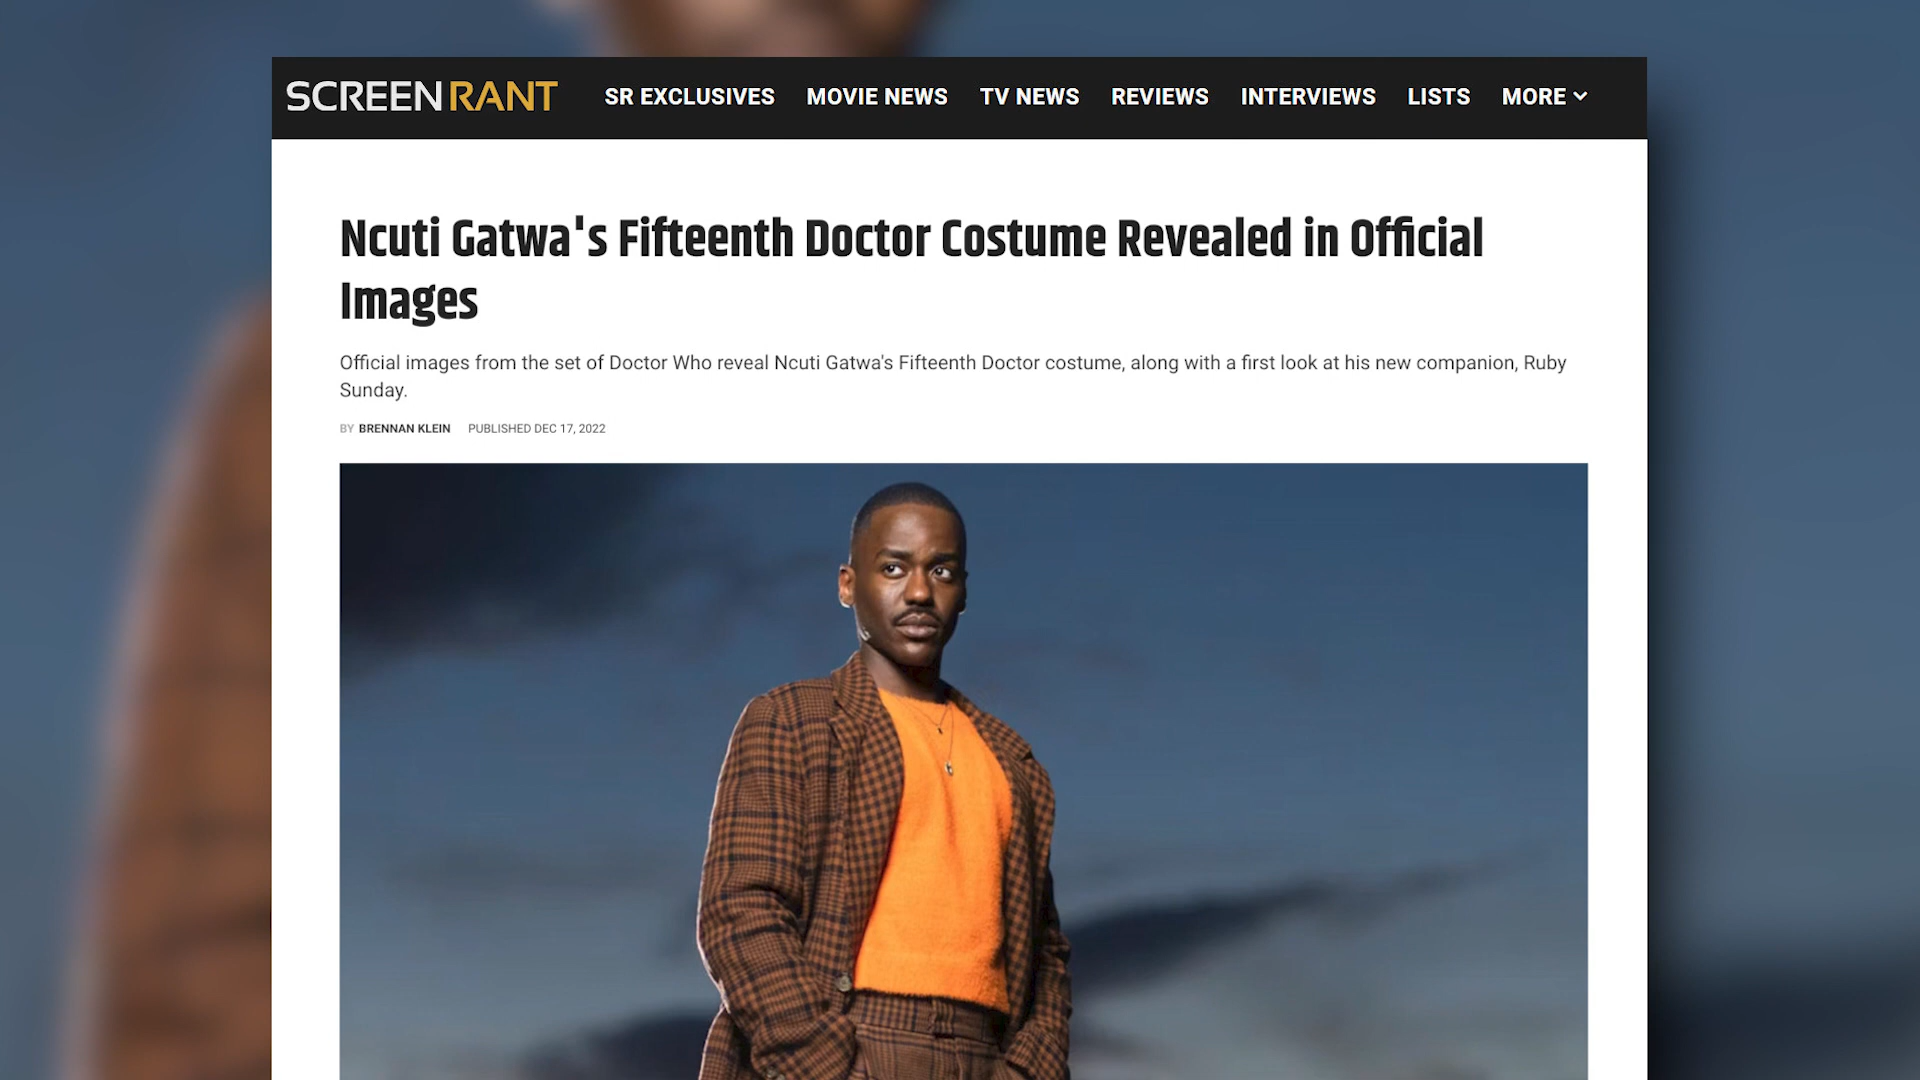 SCREENRANT SR EXCLUSIVES MOVIE NEWS TV NEWS REVIEWS INTERVIEWS LISTS MORE
Ncuti Gatwa's Fifteenth Doctor Costume Revealed in Official
Images
Official images from the set of Doctor Who reveal Ncuti Gatwa's Fifteenth Doctor costume, along with a first look at his new companion, Ruby
Sunday.
BY BRENNAN KLEIN PUBLISHED DEC 17, 2022